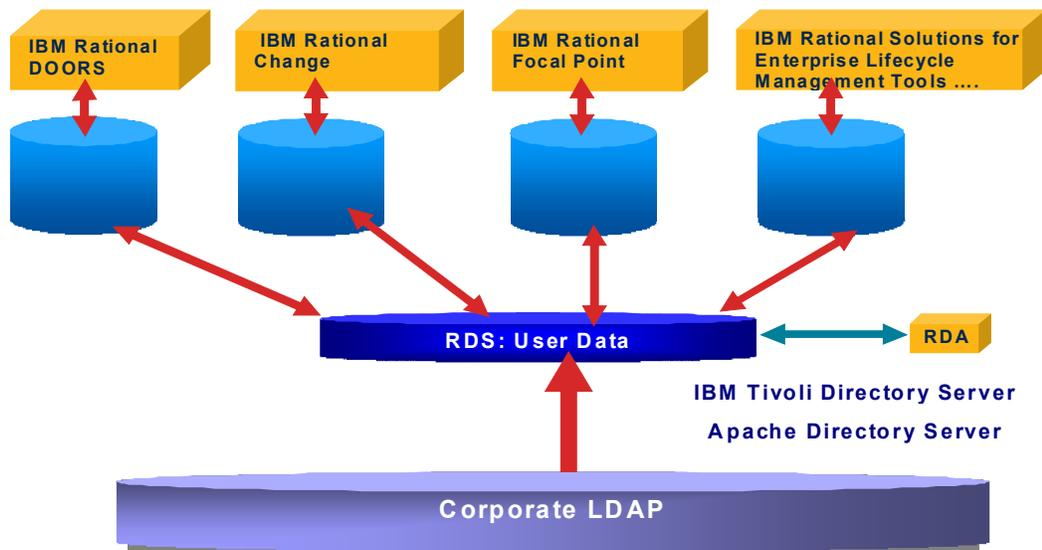 IBM Rational
DOORS
IBM Rational
Change
IBM Rational
Focal Point
IBM Rational Solutions for
Enterprise Lifecycle
Management Tools ....
RDS: User Data
RDA
IBM Tivoli Directory Server
Apache Directory Server
Corporate LDAP